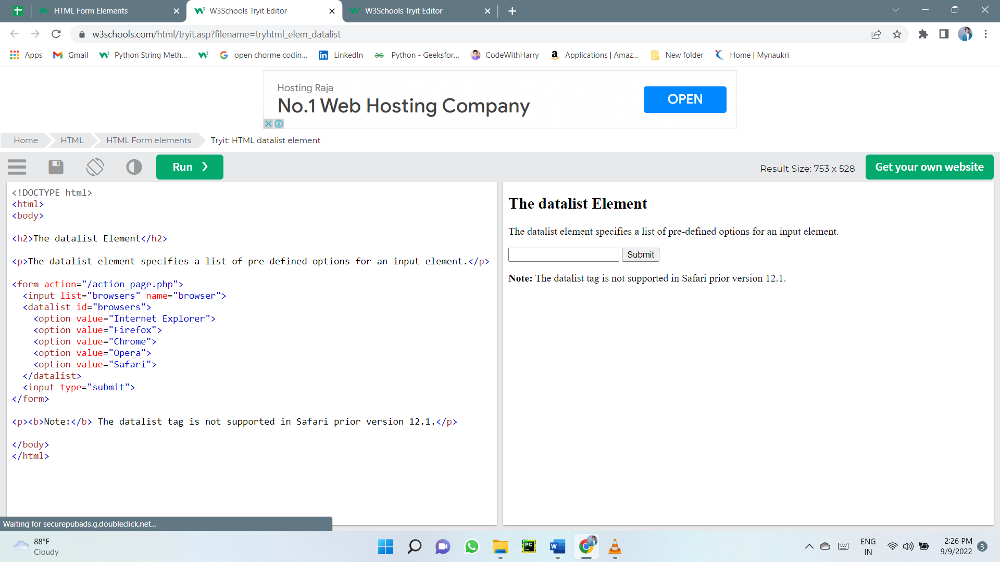 HTML Form Elements
W3Schools Tryit Editor
W3Schools Tryit Editor
w3schools.com/html/tryit.asp?filename=tryhtml_elem_datalist
Apps
Gmail
Python String Meth...
open chorme codin...
LinkedIn
Python - Geeksfor...
CodeWithHarry
Applications | Amaz...
New folder
Home | Mynaukri
Hosting Raja
No.1 Web Hosting Company
OPEN
Home
HTML
HTML Form elements
Tryit: HTML datalist element
Run ❯
Result Size: 753 x 528
Get your own website
<!DOCTYPE html>
<html>
<body>
<h2>The datalist Element</h2>
<p>The datalist element specifies a list of pre-defined options for an input element.</p>
<form action="/action_page.php">
<input list="browsers" name="browser">
<datalist id="browsers">
<option value="Internet Explorer">
<option value="Firefox">
<option value="Chrome">
<option value="Opera">
<option value="Safari">
</datalist>
<input type="submit">
</form>
<p><b>Note:</b> The datalist tag is not supported in Safari prior version 12.1.</p>
</body>
</html>
The datalist Element
The datalist element specifies a list of pre-defined options for an input element.
Submit
Note: The datalist tag is not supported in Safari prior version 12.1.
Waiting for securepubads.g.doubleclick.net...
88°F
Cloudy
PC
W
ENG
IN
2:26 PM
9/9/2022
3